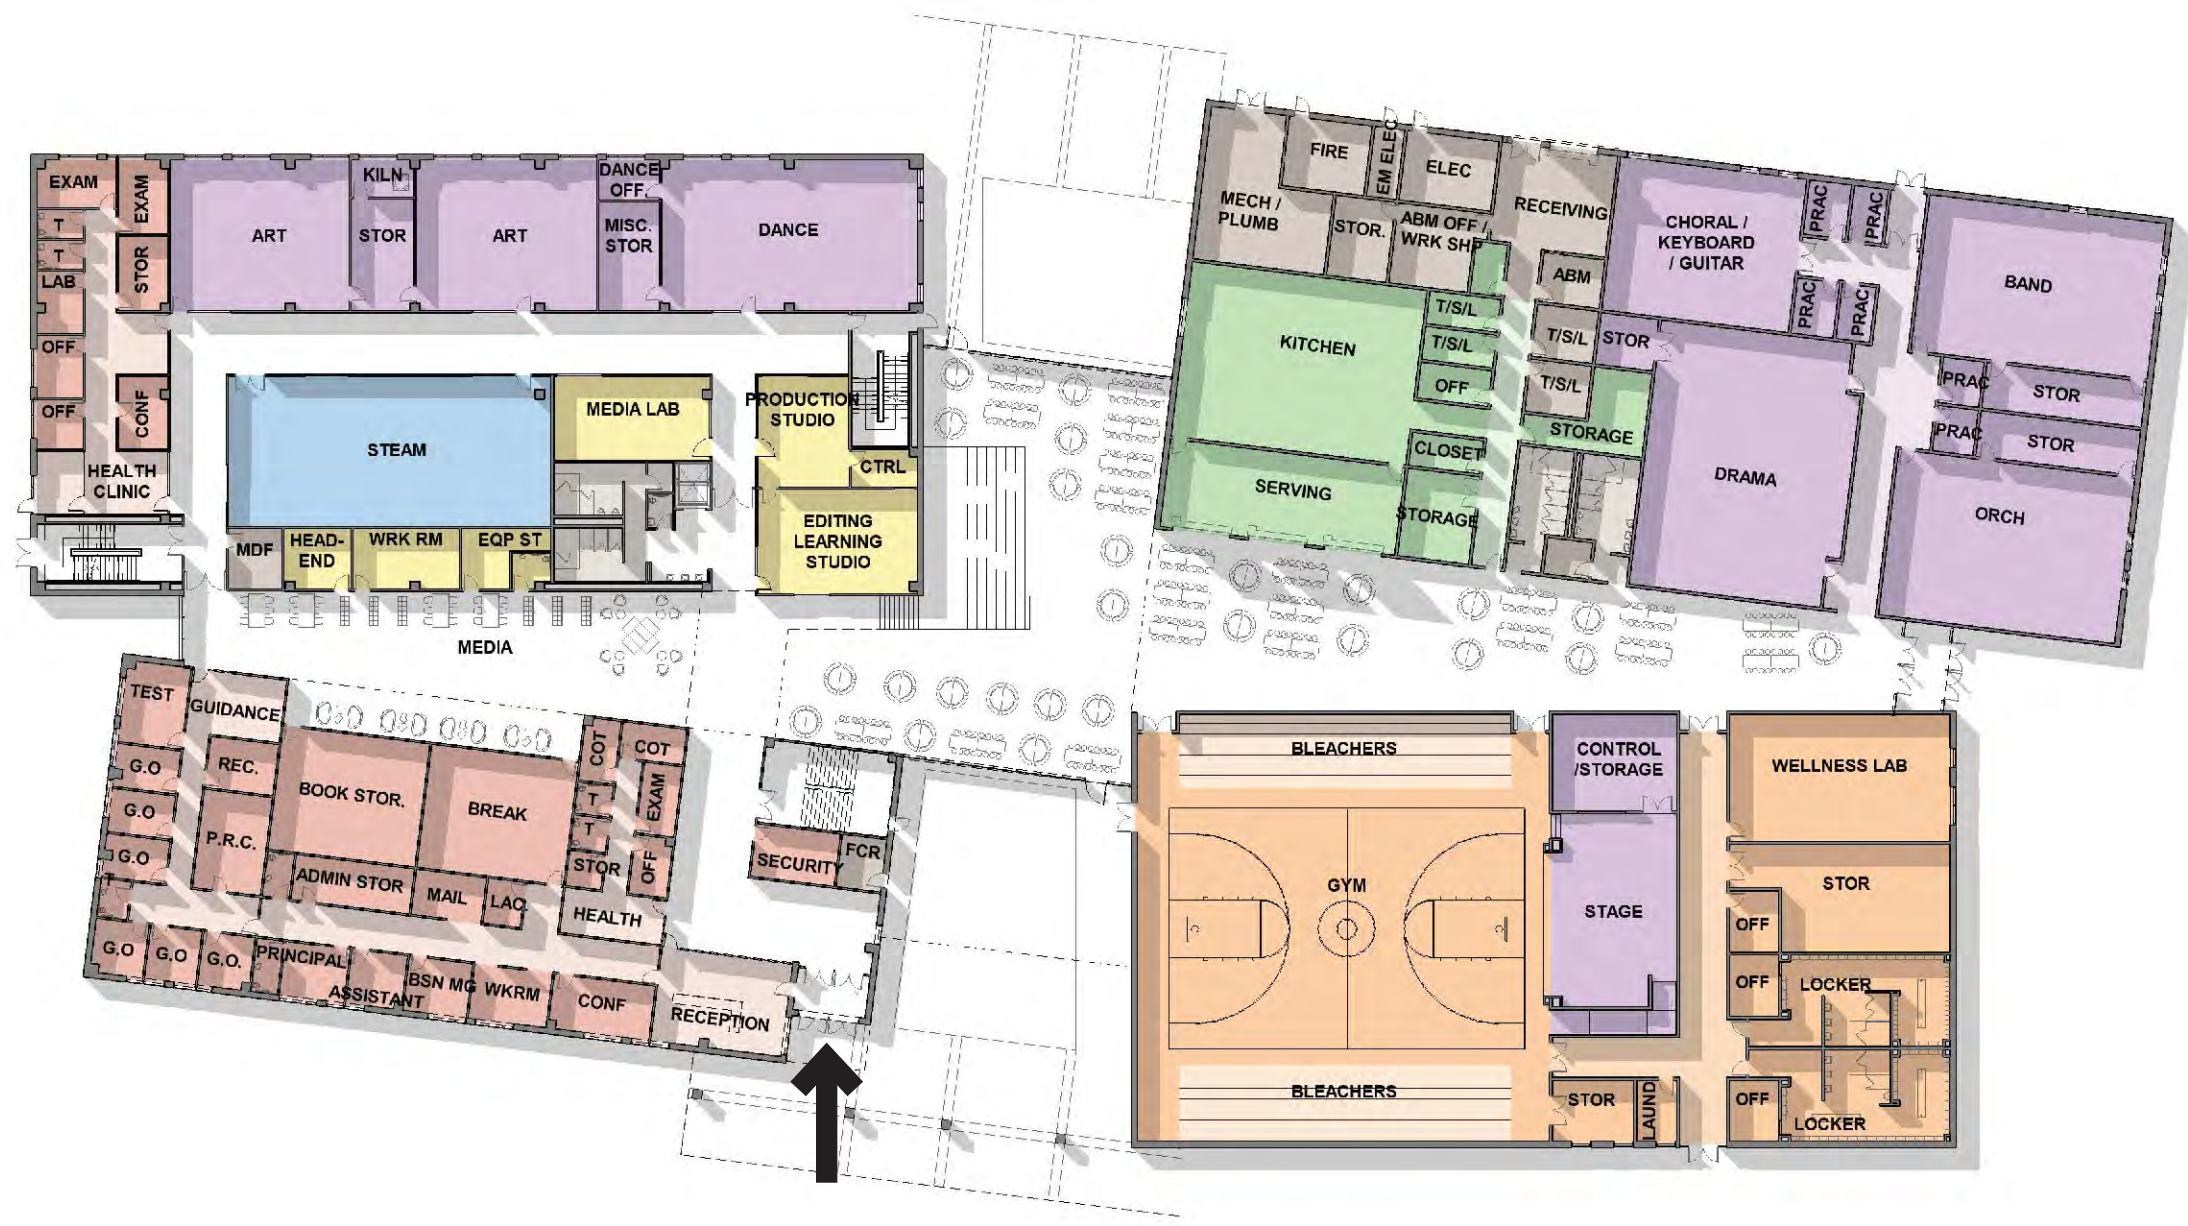 EXAM
EXAM
T
T
LAB
STOR
OFF
OFF
CONF
HEALTH
CLINIC
ART
KILN
STOR
ART
DANCE
OFF.
MISC.
STOR
DANCE
STEAM
MEDIA LAB
PRODUCTION
STUDIO
CTRL
EDITING
LEARNING
STUDIO
MDF
HEAD-
END
WRK RM
EQP ST
MEDIA
MECH /
PLUMB
FIRE
EM ELEC
ELEC
STOR.
ABM OFF /
WRK SHP
RECEIVING
ABM
CHORAL /
KEYBOARD
/ GUITAR
PRAC
PRAC
PRAC
PRAC
BAND
KITCHEN
T/S/L
T/S/L
OFF
T/S/L
T/S/L
STOR
STORAGE
CLOSET
SERVING
STORAGE
DRAMA
PRAC
STOR
PRAC
STOR
ORCH
TEST
GUIDANCE
G.O
G.O
G.O
T
REC.
P.R.C.
BOOK STOR.
BREAK
COT
COT
EXAM
T
T
STOR
OFF
HEALTH
ADMIN STOR
MAIL
LAC.
G.O
G.O
G.O.
PRINCIPAL
ASSISTANT
BSN MG
WKRM
CONF
RECEPTION
SECURITY
FCR
BLEACHERS
GYM
BLEACHERS
CONTROL
/STORAGE
STAGE
STOR
LAUND
WELLNESS LAB
STOR
OFF
OFF
LOCKER
OFF
LOCKER